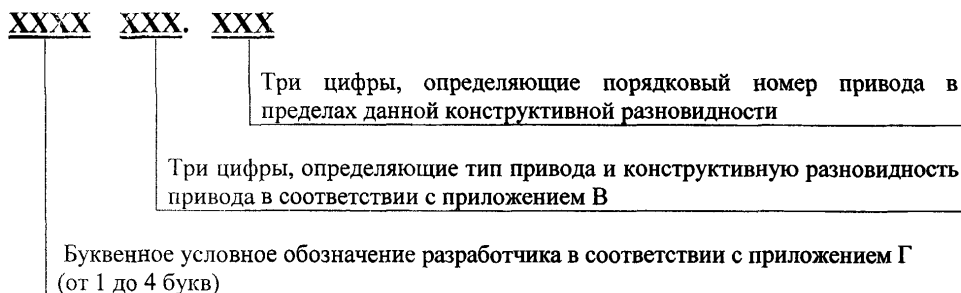 XXXX XXX. XXX
Три цифры, определяющие порядковый номер привода в
пределах данной конструктивной разновидности
Три цифры, определяющие тип привода и конструктивную разновидность
привода в соответствии с приложением В
Буквенное условное обозначение разработчика в соответствии с приложением Г
(от 1 до 4 букв)